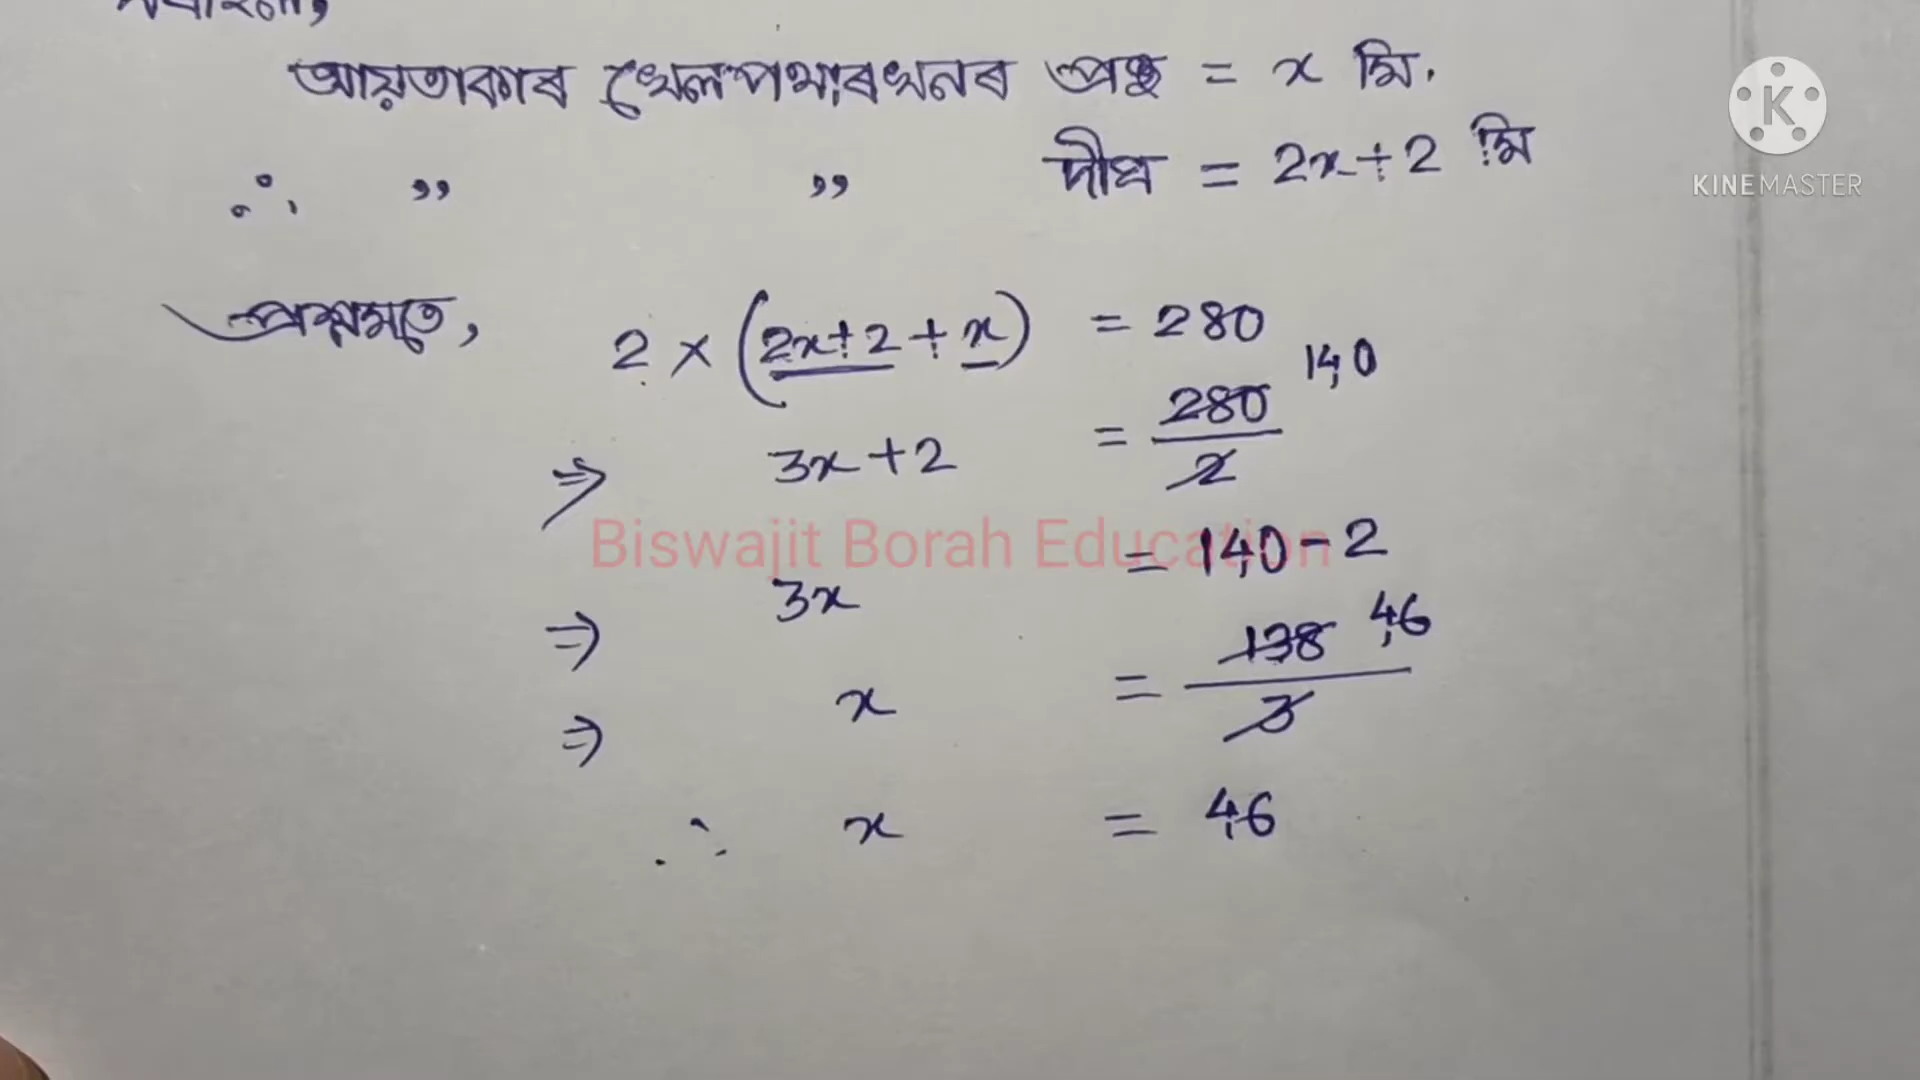 আয়তাকাৰ খেলপথাৰখনৰ প্ৰস্থ = x মি.
∴ " " দীঘ = 2x+2 মি
প্ৰশ্নমতে, 2 × (2x+2 + x) = 280
⇒ 3x+2 = 280/2 140
⇒ 3x = 140-2
⇒ x = 138/3 46
∴ x = 46
K
KINEMASTER
Biswajit Borah Education